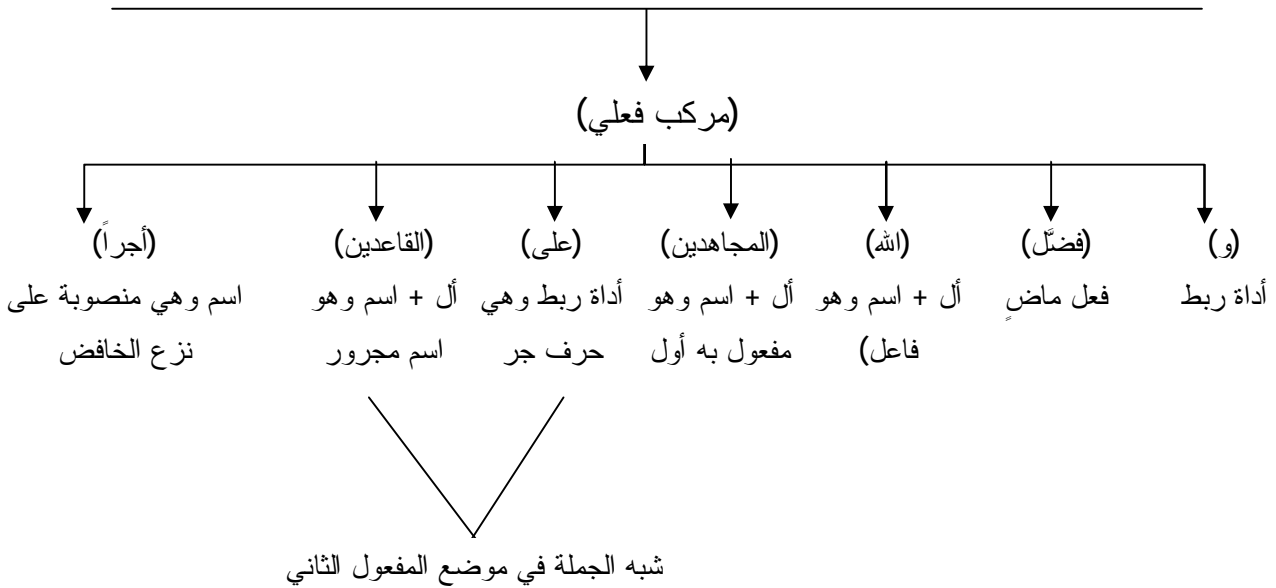 (مركب فعلي)
(و) (فضَّل) (الله) (المجاهدين) (على) (القاعدين) (أجراً)
أداة ربط فعل ماضٍ أل + اسم وهو أل + اسم وهو أداة ربط وهي أل + اسم وهو اسم وهي منصوبة على
فاعل) مفعول به أول حرف جر اسم مجرور نزع الخافض
شبه الجملة في موضع المفعول الثاني